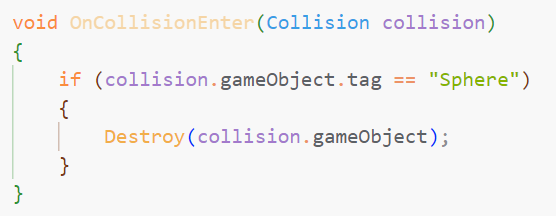 void OnCollisionEnter(Collision collision)
{
    if (collision.gameObject.tag == "Sphere")
    {
        Destroy(collision.gameObject);
    }
}